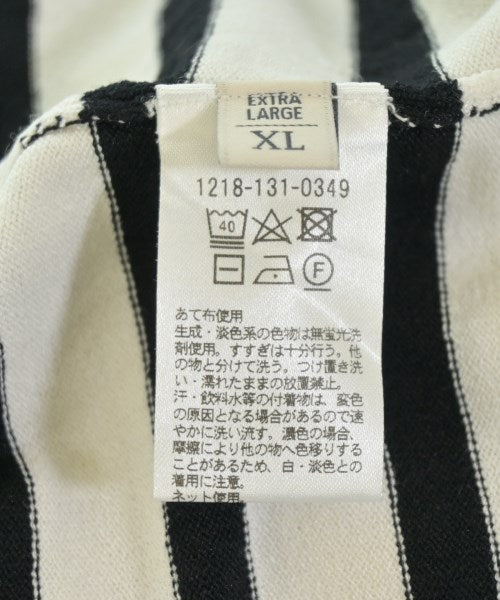 EXTRA
LARGE
XL
1218-131-0349
40
F
あて布使用
生成・淡色系の色物は無蛍光洗
剤使用。すすぎは十分行う。他
の物と分けて洗う。つけ置き洗
い・濡れたままの放置禁止。
汗・飲料水等の付着物は、変色
の原因となる場合があるので速
やかに洗い流す。濃色の場合、
摩擦により他の物へ色移りする
ことがあるため、白・淡色との
着用に注意。
ネット使用